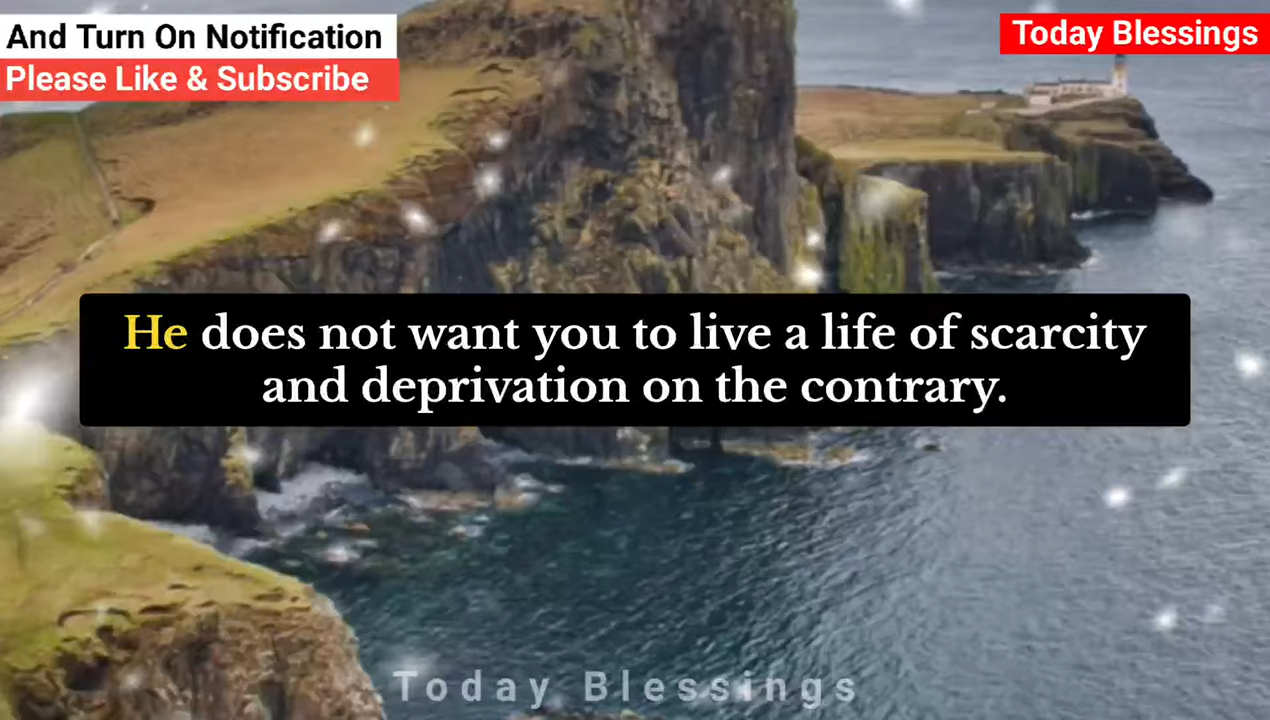 And Turn On Notification
Please Like & Subscribe
Today Blessings
He does not want you to live a life of scarcity
and deprivation on the contrary.
Today Blessings